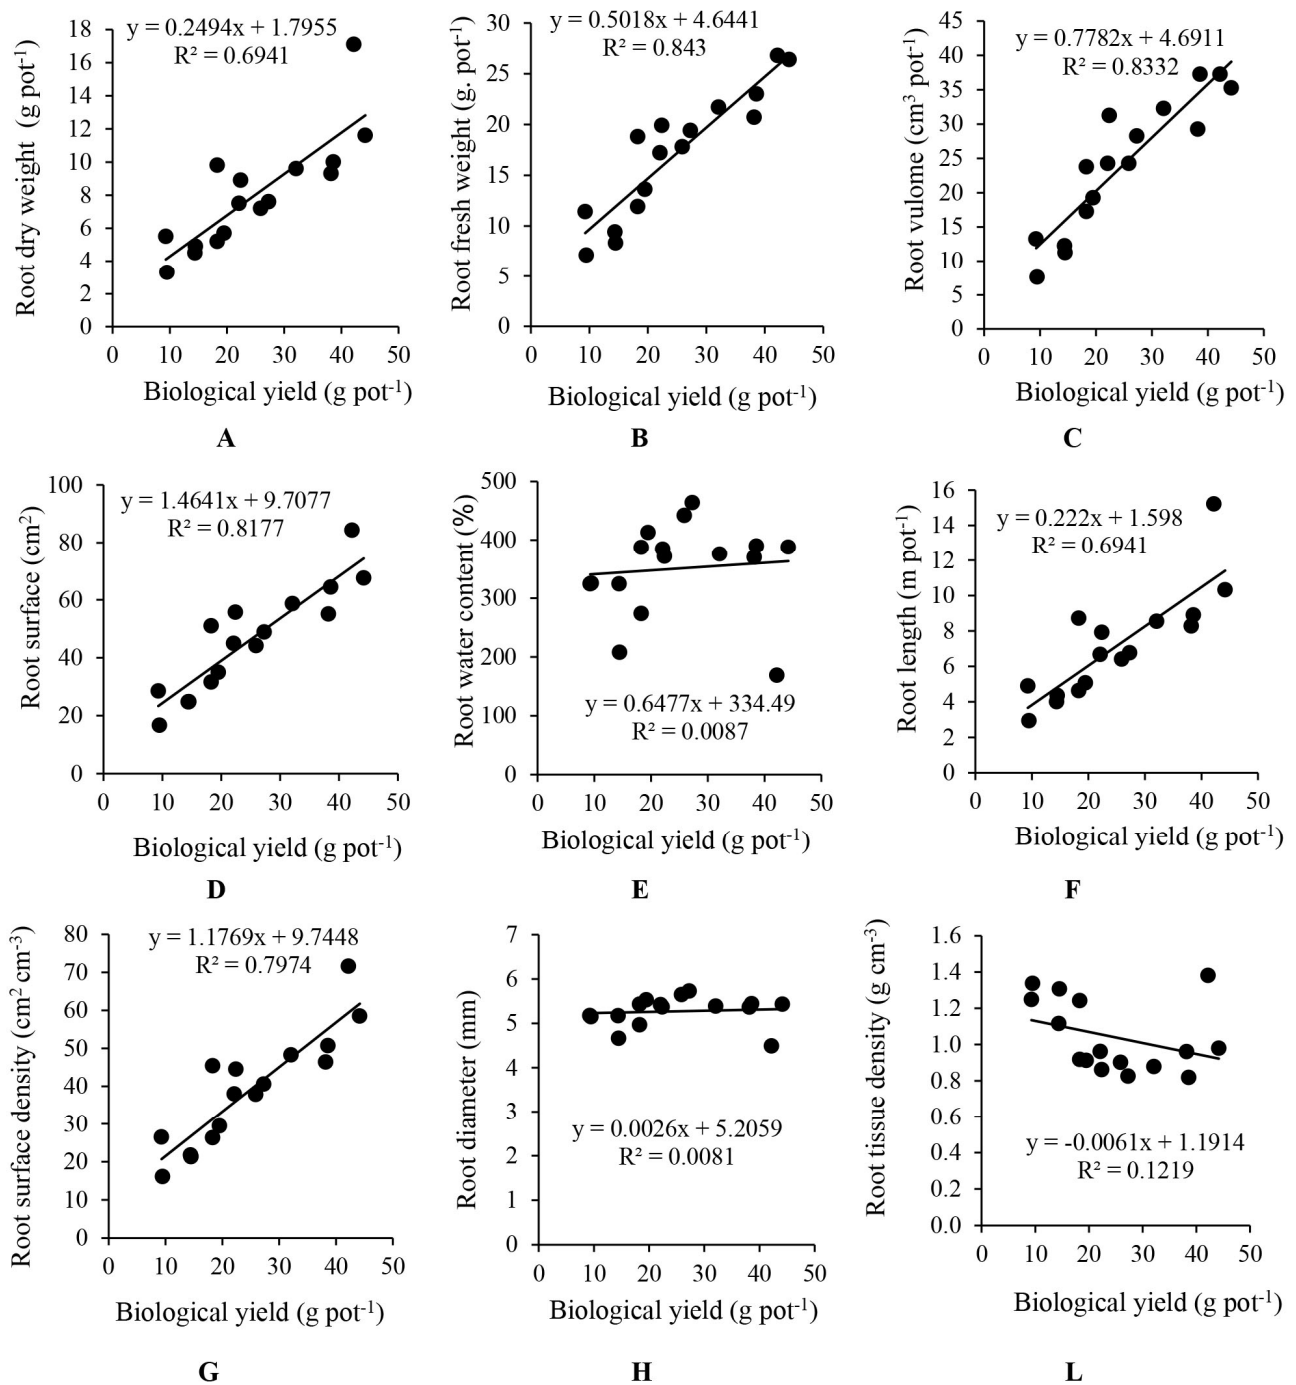 y = 0.2494x + 1.7955
R² = 0.6941
Root dry weight (g pot⁻¹)
18
16
14
12
10
8
6
4
2
0
0 10 20 30 40 50
Biological yield (g pot⁻¹)
A
y = 0.5018x + 4.6441
R² = 0.843
Root fresh weight (g. pot⁻¹)
30
25
20
15
10
5
0
0 10 20 30 40 50
Biological yield (g pot⁻¹)
B
y = 0.7782x + 4.6911
R² = 0.8332
Root vulome (cm³ pot⁻¹)
45
40
35
30
25
20
15
10
5
0
0 10 20 30 40 50
Biological yield (g pot⁻¹)
C
y = 1.4641x + 9.7077
R² = 0.8177
Root surface (cm²)
100
80
60
40
20
0
0 10 20 30 40 50
Biological yield (g pot⁻¹)
D
Root water content (%)
500
400
300
200
100
0
y = 0.6477x + 334.49
R² = 0.0087
0 10 20 30 40 50
Biological yield (g pot⁻¹)
E
y = 0.222x + 1.598
R² = 0.6941
Root length (m pot⁻¹)
16
14
12
10
8
6
4
2
0
0 10 20 30 40 50
Biological yield (g pot⁻¹)
F
y = 1.1769x + 9.7448
R² = 0.7974
Root surface density (cm² cm⁻³)
80
70
60
50
40
30
20
10
0
0 10 20 30 40 50
Biological yield (g pot⁻¹)
G
Root diameter (mm)
7
6
5
4
3
2
1
0
y = 0.0026x + 5.2059
R² = 0.0081
0 10 20 30 40 50
Biological yield (g pot⁻¹)
H
Root tissue density (g cm⁻³)
1.6
1.4
1.2
1.0
0.8
0.6
0.4
0.2
0.0
y = -0.0061x + 1.1914
R² = 0.1219
0 10 20 30 40 50
Biological yield (g pot⁻¹)
L